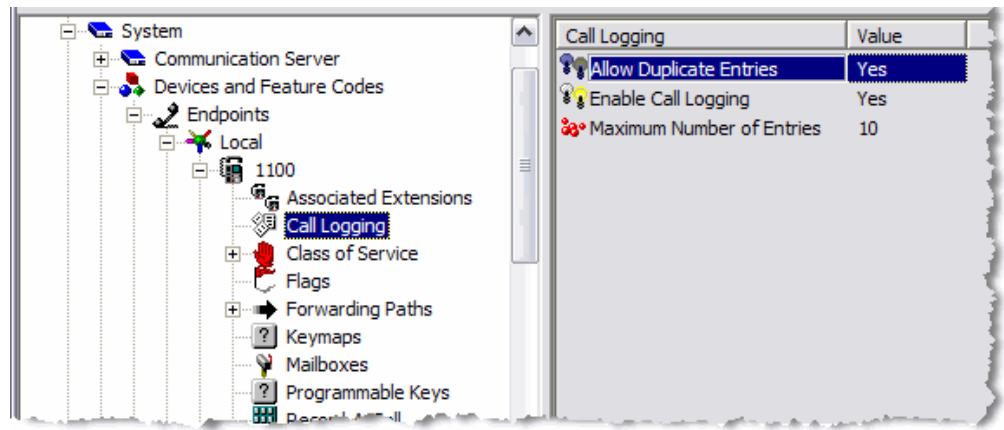 System
Communication Server
Devices and Feature Codes
Endpoints
Local
1100
Associated Extensions
Call Logging
Class of Service
Flags
Forwarding Paths
Keymaps
Mailboxes
Programmable Keys
Call Logging Value
Allow Duplicate Entries Yes
Enable Call Logging Yes
Maximum Number of Entries 10